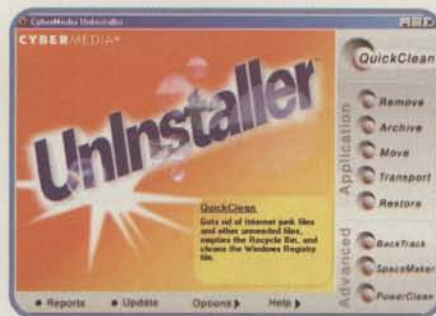 CyberMedia UnInstaller
CYBERMEDIA®
UnInstaller™
QuickClean
Gets rid of Internet junk files
and other unneeded files,
empties the Recycle Bin, and
cleans the Windows Registry
file.
Reports
Update
Options
Help
QuickClean
Application
Remove
Archive
Move
Transport
Restore
Advanced
BackTrack
SpaceMaker
PowerClean